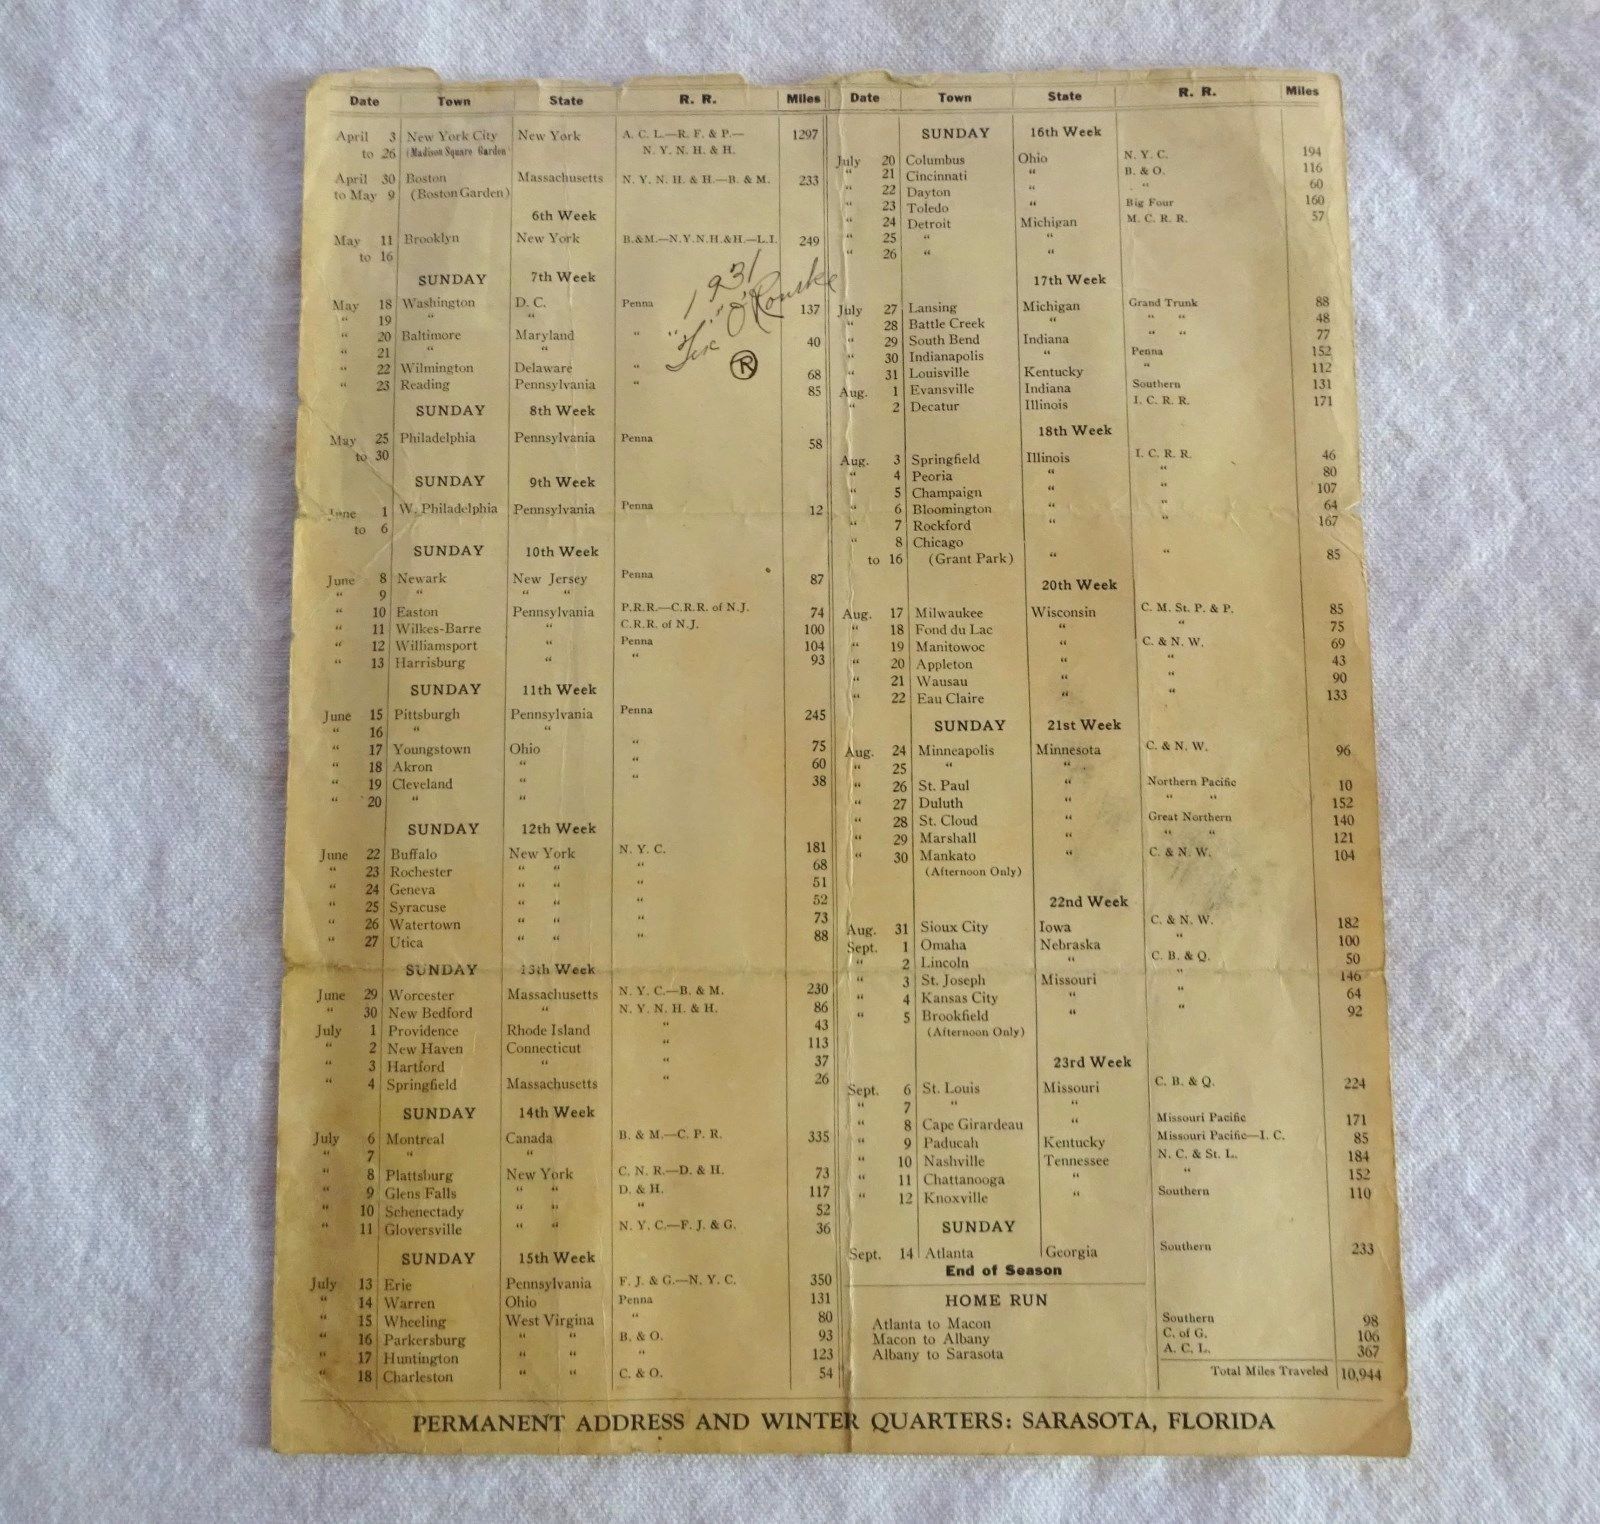 Date Town State R. R. Miles
April 3 New York City New York A. C. L.—R. F. & P.— 1297
to 26 (Madison Square Garden N. Y. N. H. & H.
April 30 Boston Massachusetts N. Y. N. H. & H.—B. & M. 233
to May 9 (Boston Garden)
6th Week
May 11 Brooklyn New York B.&M.—N.Y.N.H.&H.—L.I. 249
to 16
SUNDAY 7th Week
May 18 Washington D. C. Penna 137
" 19 " "
" 20 Baltimore Maryland " 40
" 21 " "
" 22 Wilmington Delaware " 68
" 23 Reading Pennsylvania " 85
1931
R
SUNDAY 8th Week
May 25 Philadelphia Pennsylvania Penna 58
to 30
SUNDAY 9th Week
June 1 W. Philadelphia Pennsylvania Penna 12
to 6
SUNDAY 10th Week
June 8 Newark New Jersey Penna 87
" 9 " " "
" 10 Easton Pennsylvania P.R.R.—C.R.R. of N.J. 74
" 11 Wilkes-Barre " C.R.R. of N.J. 100
" 12 Williamsport " Penna 104
" 13 Harrisburg " " 93
SUNDAY 11th Week
June 15 Pittsburgh Pennsylvania Penna 245
" 16 " "
" 17 Youngstown Ohio " 75
" 18 Akron " " 60
" 19 Cleveland " " 38
" 20 " "
SUNDAY 12th Week
June 22 Buffalo New York N. Y. C. 181
" 23 Rochester " " " 68
" 24 Geneva " " " 51
" 25 Syracuse " " " 52
" 26 Watertown " " " 73
" 27 Utica " " " 88
SUNDAY 13th Week
June 29 Worcester Massachusetts N. Y. C.—B. & M. 230
" 30 New Bedford " N. Y. N. H. & H. 86
July 1 Providence Rhode Island " 43
" 2 New Haven Connecticut " 113
" 3 Hartford " " 37
" 4 Springfield Massachusetts " 26
SUNDAY 14th Week
July 6 Montreal Canada B. & M.—C. P. R. 335
" 7 " "
" 8 Plattsburg New York C. N. R.—D. & H. 73
" 9 Glens Falls " " D. & H. 117
" 10 Schenectady " " " 52
" 11 Gloversville " " N. Y. C.—F. J. & G. 36
SUNDAY 15th Week
July 13 Erie Pennsylvania F. J. & G.—N. Y. C. 350
" 14 Warren Ohio Penna 131
" 15 Wheeling West Virginia " 80
" 16 Parkersburg " " B. & O. 93
" 17 Huntington " " " 123
" 18 Charleston " " C. & O. 54
Date Town State R. R. Miles
SUNDAY 16th Week
July 20 Columbus Ohio N. Y. C. 194
" 21 Cincinnati " B. & O. 116
" 22 Dayton " " 60
" 23 Toledo " Big Four 160
" 24 Detroit Michigan M. C. R. R. 57
" 25 " "
" 26 " "
17th Week
July 27 Lansing Michigan Grand Trunk 88
" 28 Battle Creek " " " 48
" 29 South Bend Indiana " " 77
" 30 Indianapolis " Penna 152
" 31 Louisville Kentucky " 112
Aug. 1 Evansville Indiana Southern 131
" 2 Decatur Illinois I. C. R. R. 171
18th Week
Aug. 3 Springfield Illinois I. C. R. R. 46
" 4 Peoria " " 80
" 5 Champaign " " 107
" 6 Bloomington " " 64
" 7 Rockford " " 167
" 8 Chicago
to 16 (Grant Park) " " 85
20th Week
Aug. 17 Milwaukee Wisconsin C. M. St. P. & P. 85
" 18 Fond du Lac " " 75
" 19 Manitowoc " C. & N. W. 69
" 20 Appleton " " 43
" 21 Wausau " " 90
" 22 Eau Claire " " 133
SUNDAY 21st Week
Aug. 24 Minneapolis Minnesota C. & N. W. 96
" 25 " "
" 26 St. Paul " Northern Pacific 10
" 27 Duluth " " " 152
" 28 St. Cloud " Great Northern 140
" 29 Marshall " " " 121
" 30 Mankato " C. & N. W. 104
(Afternoon Only)
22nd Week
Aug. 31 Sioux City Iowa C. & N. W. 182
Sept. 1 Omaha Nebraska " 100
" 2 Lincoln " C. B. & Q. 50
" 3 St. Joseph Missouri " 146
" 4 Kansas City " " 64
" 5 Brookfield " " 92
(Afternoon Only)
23rd Week
Sept. 6 St. Louis Missouri C. B. & Q. 224
" 7 " "
" 8 Cape Girardeau " Missouri Pacific 171
" 9 Paducah Kentucky Missouri Pacific—I. C. 85
" 10 Nashville Tennessee N. C. & St. L. 184
" 11 Chattanooga " " 152
" 12 Knoxville " Southern 110
SUNDAY
Sept. 14 Atlanta Georgia Southern 233
End of Season
HOME RUN
Atlanta to Macon Southern 98
Macon to Albany C. of G. 106
Albany to Sarasota A. C. L. 367
Total Miles Traveled 10,944
PERMANENT ADDRESS AND WINTER QUARTERS: SARASOTA, FLORIDA